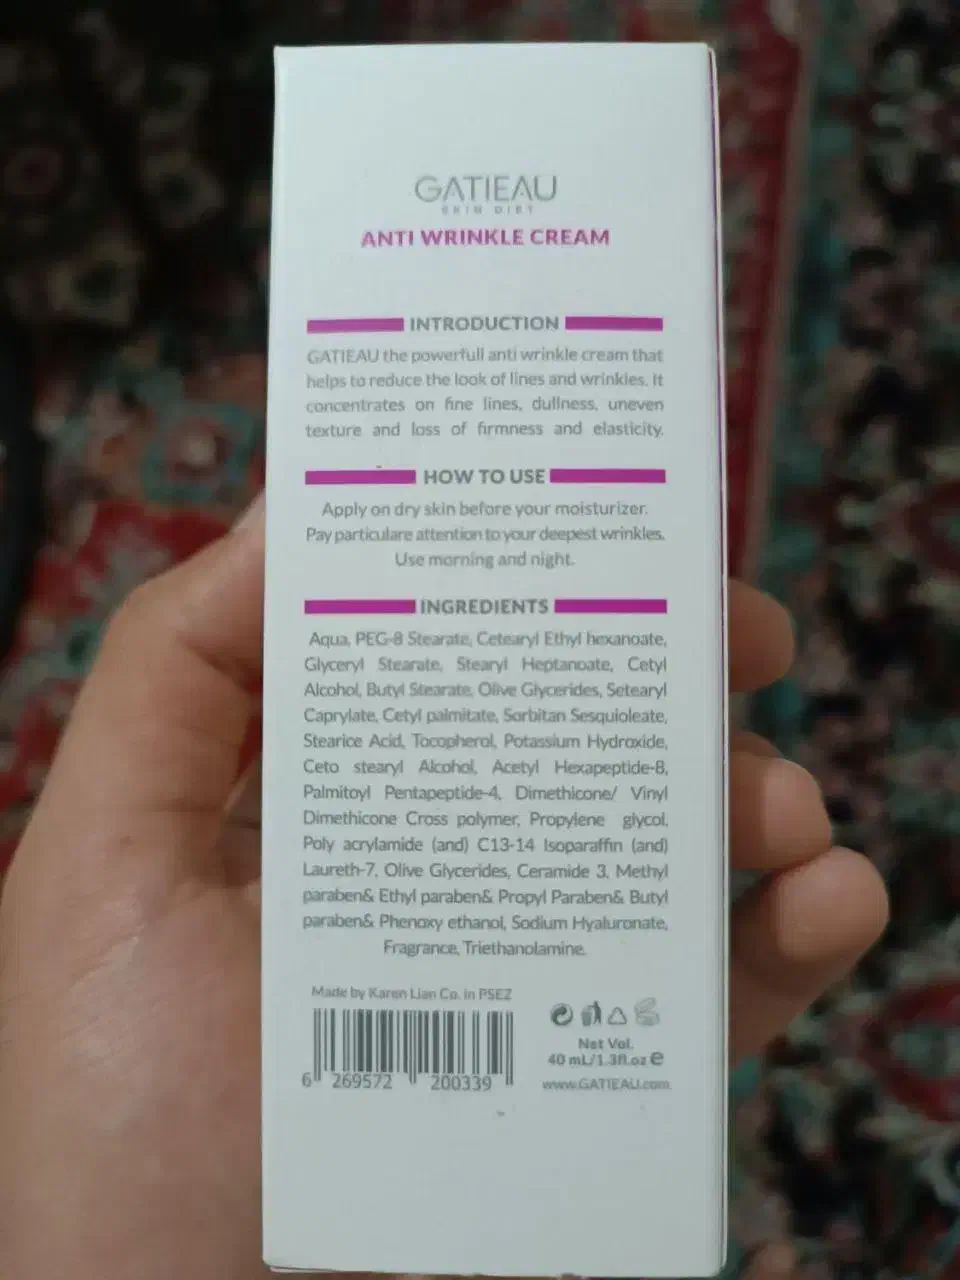 GATIEAU
SKIN DIET
ANTI WRINKLE CREAM
INTRODUCTION
GATIEAU the powerfull anti wrinkle cream that
helps to reduce the look of lines and wrinkles. It
concentrates on fine lines, dullness, uneven
texture and loss of firmness and elasticity.
HOW TO USE
Apply on dry skin before your moisturizer.
Pay particulare attention to your deepest wrinkles.
Use morning and night.
INGREDIENTS
Aqua, PEG-8 Stearate, Cetearyl Ethyl hexanoate,
Glyceryl Stearate, Stearyl Heptanoate, Cetyl
Alcohol, Butyl Stearate, Olive Glycerides, Setearyl
Caprylate, Cetyl palmitate, Sorbitan Sesquioleate,
Stearice Acid, Tocopherol, Potassium Hydroxide,
Ceto stearyl Alcohol, Acetyl Hexapeptide-8,
Palmitoyl Pentapeptide-4, Dimethicone/ Vinyl
Dimethicone Cross polymer, Propylene glycol,
Poly acrylamide (and) C13-14 Isoparaffin (and)
Laureth-7, Olive Glycerides, Ceramide 3, Methyl
paraben& Ethyl paraben& Propyl Paraben& Butyl
paraben& Phenoxy ethanol, Sodium Hyaluronate,
Fragrance, Triethanolamine.
Made by Karen Lian Co. in PSEZ
6 269572 200339
Net Vol.
40 mL/1.3fl.oz e
www.GATIEAU.com